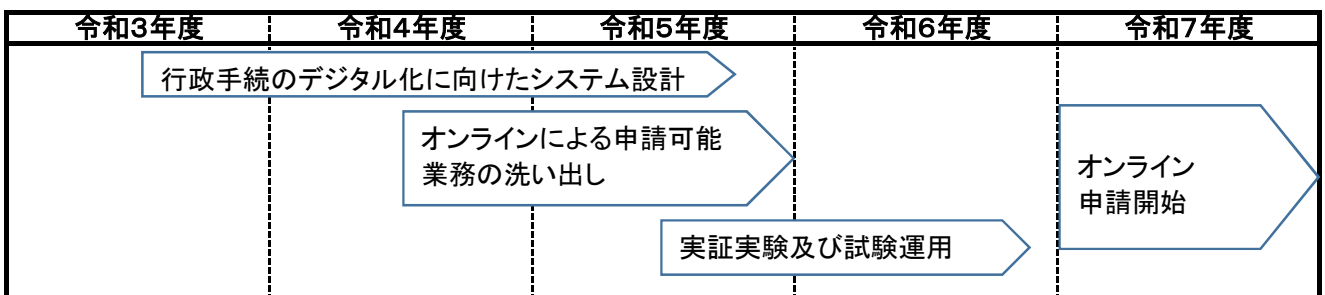 令和3年度 令和4年度 令和5年度 令和6年度 令和7年度
行政手続のデジタル化に向けたシステム設計
オンラインによる申請可能
業務の洗い出し
実証実験及び試験運用
オンライン
申請開始